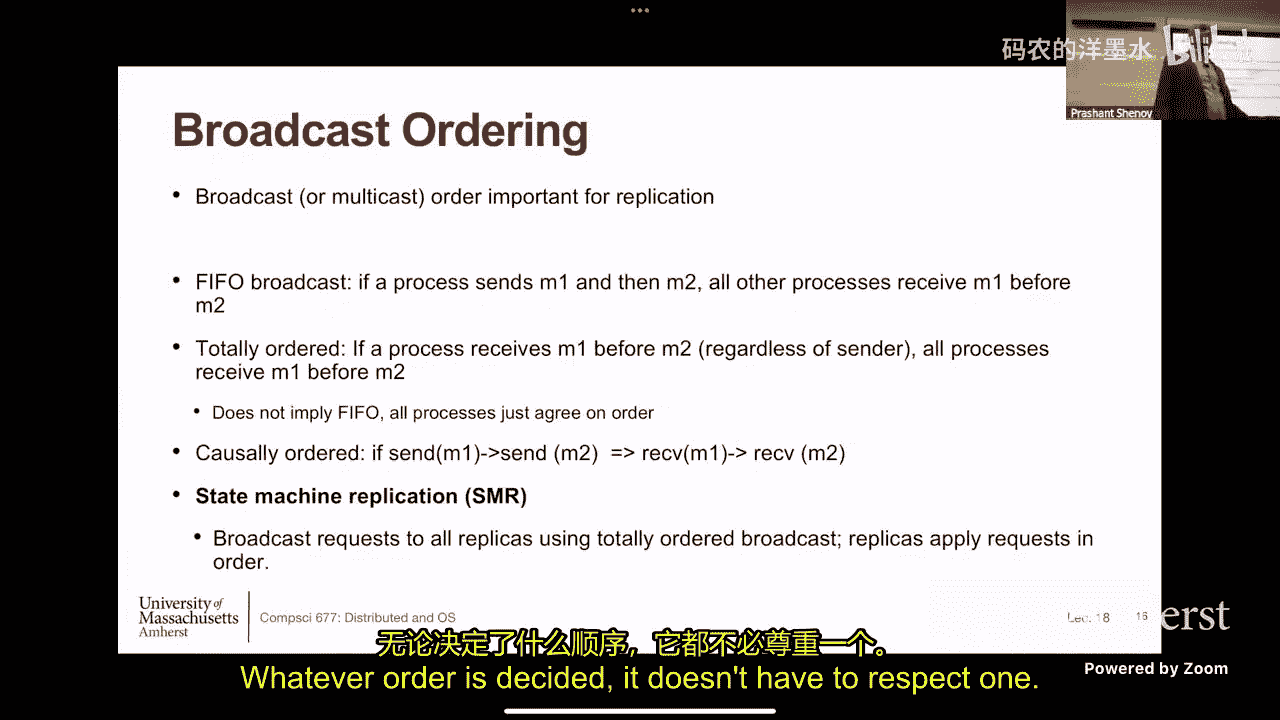 码农的洋墨水
Prashant Shenoy
Broadcast Ordering
• Broadcast (or multicast) order important for replication
• FIFO broadcast: if a process sends m1 and then m2, all other processes receive m1 before
m2
• Totally ordered: If a process receives m1 before m2 (regardless of sender), all processes
receive m1 before m2
• Does not imply FIFO, all processes just agree on order
• Causally ordered: if send(m1)->send (m2) => recv(m1)-> recv (m2)
• State machine replication (SMR)
• Broadcast requests to all replicas using totally ordered broadcast; replicas apply requests in
order.
University of
Massachusetts
Amherst
Compsci 677: Distributed and OS
Lec. 18
16
erst
无论决定了什么顺序，它都不必尊重一个。
Whatever order is decided, it doesn't have to respect one.
Powered by Zoom